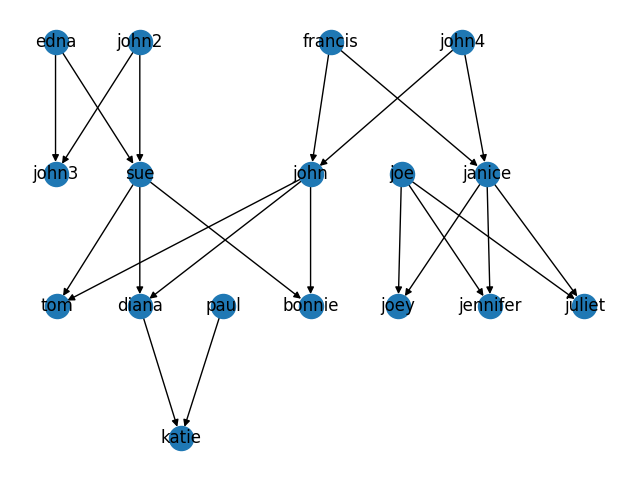 edna john2 francis john4
john3 sue john joe janice
tom diana paul bonnie joey jennifer juliet
katie